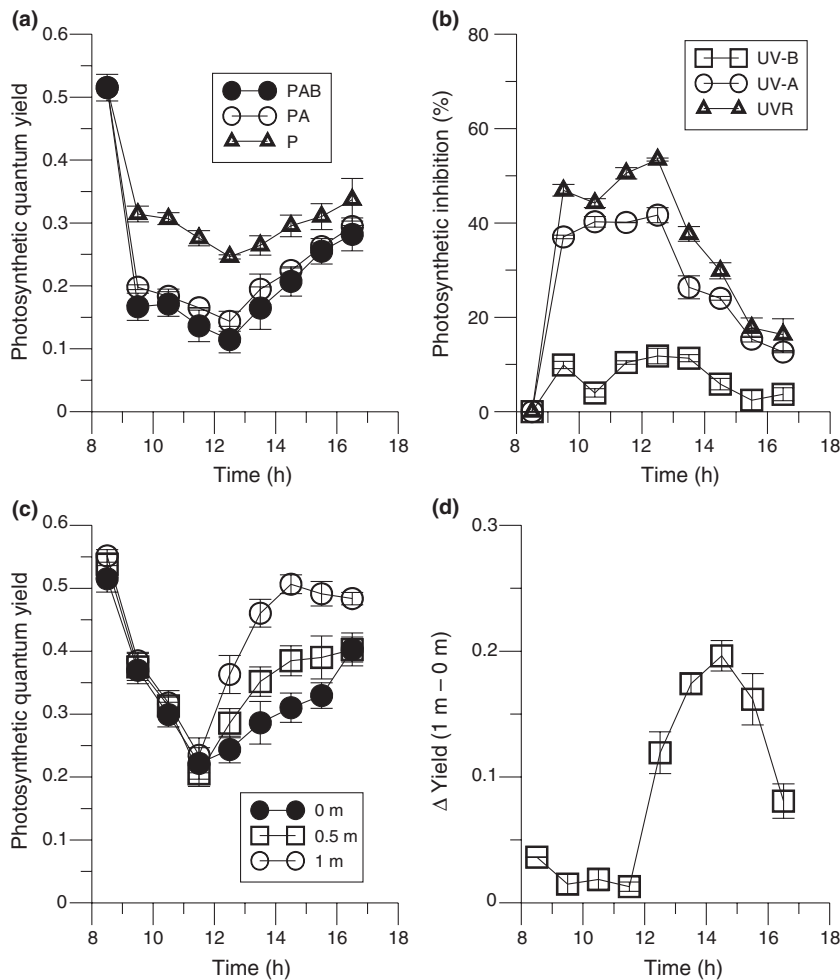 (a)
0.6
0.5
0.4
0.3
0.2
0.1
0
Photosynthetic quantum yield
PAB
PA
P
8
10
12
14
16
18
Time (h)
(b)
80
60
40
20
0
Photosynthetic inhibition (%)
UV-B
UV-A
UVR
8
10
12
14
16
18
Time (h)
(c)
0.6
0.5
0.4
0.3
0.2
0.1
0
Photosynthetic quantum yield
0 m
0.5 m
1 m
8
10
12
14
16
18
Time (h)
(d)
0.3
0.2
0.1
0
Δ Yield (1 m – 0 m)
8
10
12
14
16
18
Time (h)